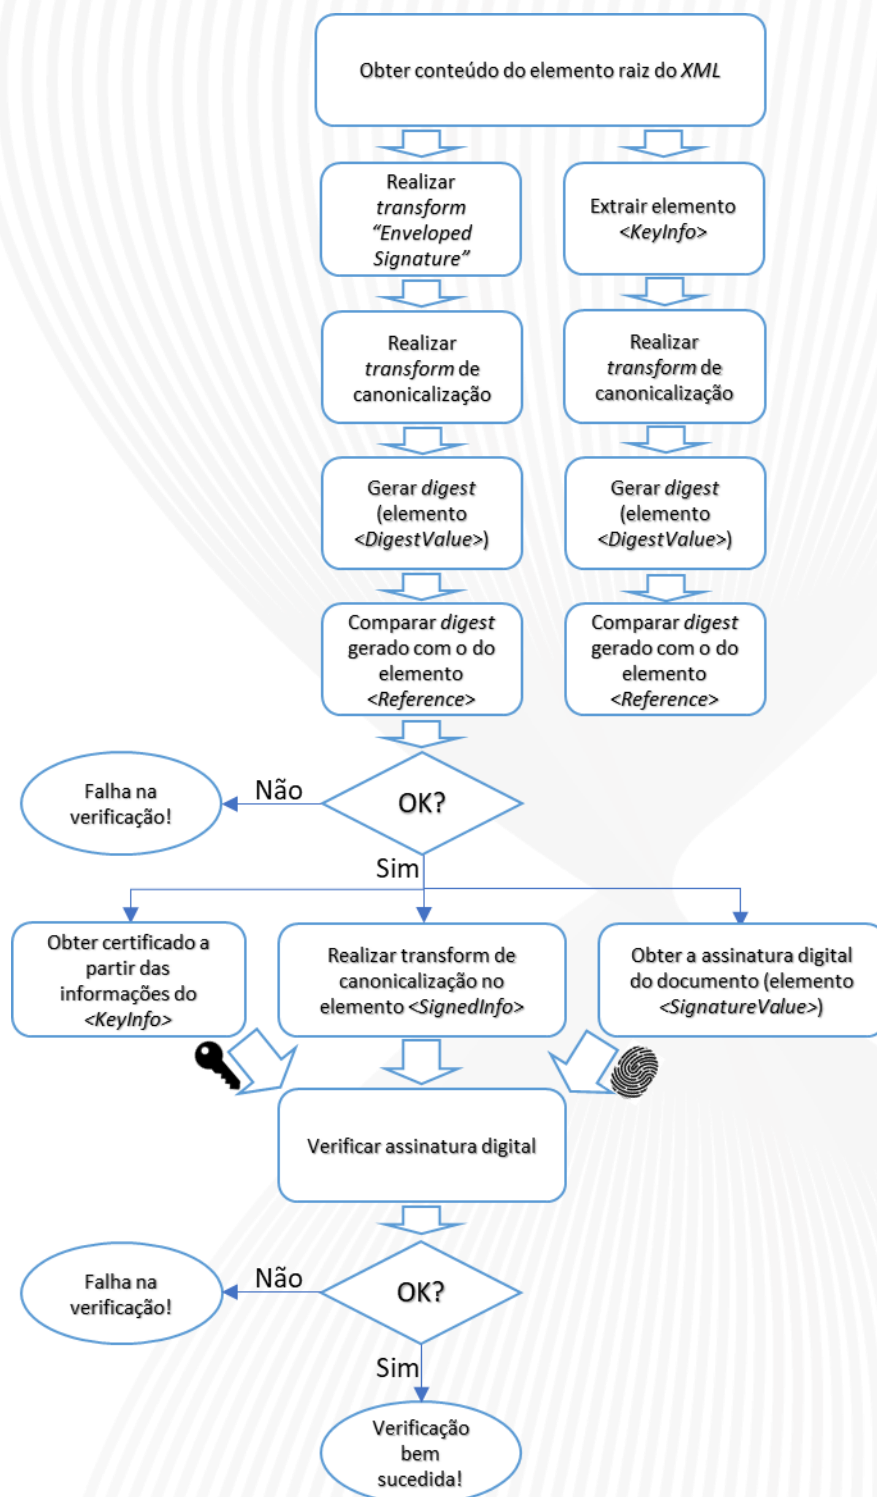 Obter conteúdo do elemento raiz do XML
Realizar
transform
"Enveloped
Signature"
Extrair elemento
<KeyInfo>
Realizar
transform de
canonicalização
Realizar
transform de
canonicalização
Gerar digest
(elemento
<DigestValue>)
Gerar digest
(elemento
<DigestValue>)
Comparar digest
gerado com o do
elemento
<Reference>
Comparar digest
gerado com o do
elemento
<Reference>
OK?
Não
Falha na
verificação!
Sim
Obter certificado a
partir das
informações do
<KeyInfo>
Realizar transform de
canonicalização no
elemento <SignedInfo>
Obter a assinatura digital
do documento (elemento
<SignatureValue>)
Verificar assinatura digital
OK?
Não
Falha na
verificação!
Sim
Verificação
bem
sucedida!